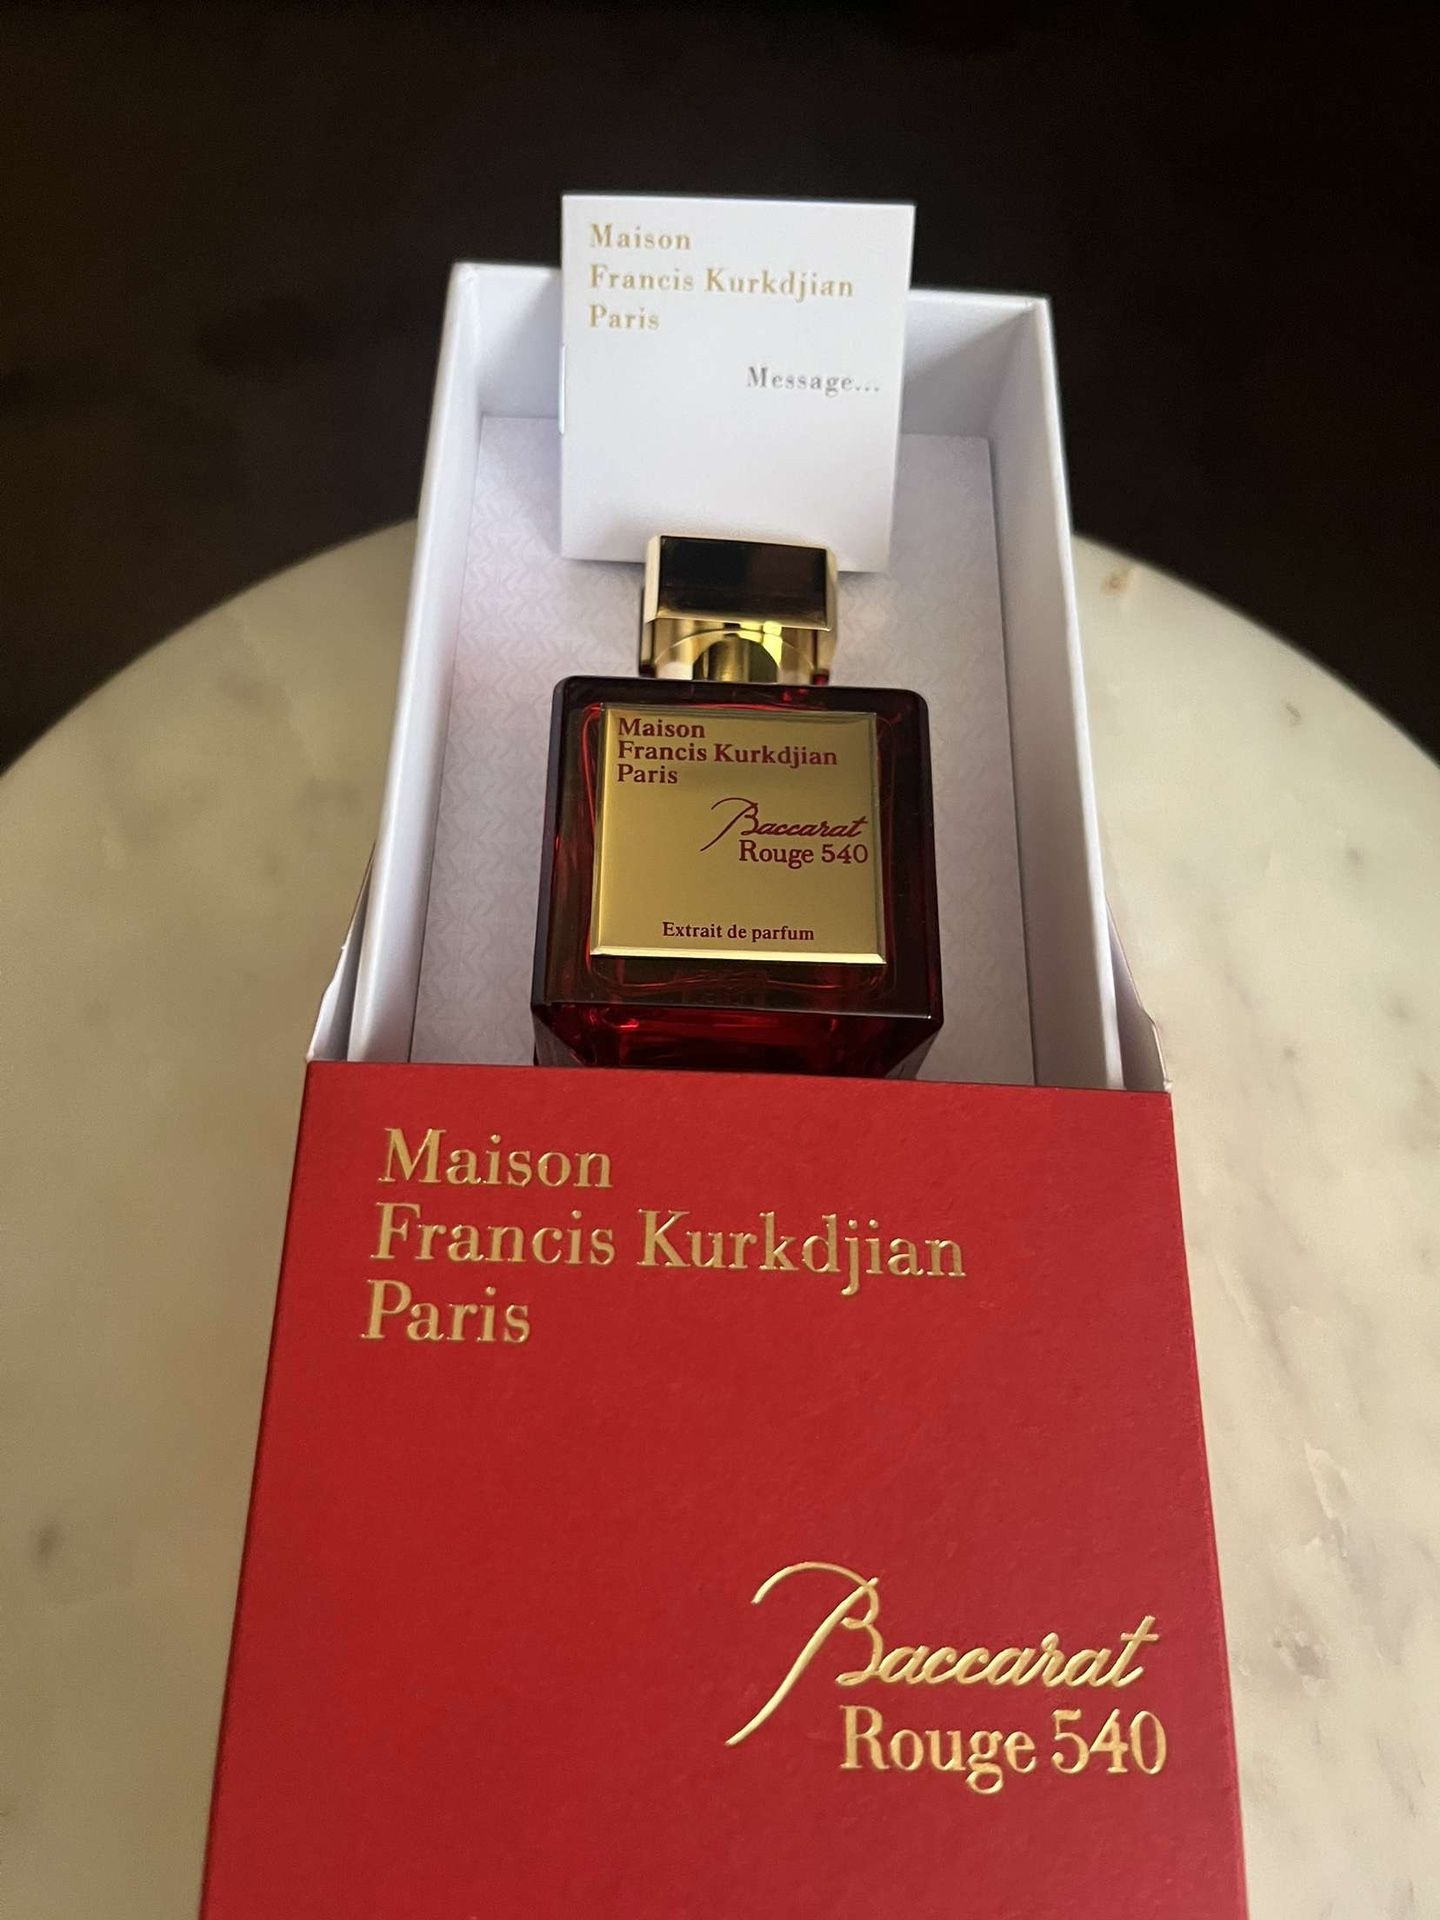 Maison
Francis Kurkdjian
Paris
Message...
Maison
Francis Kurkdjian
Paris
Baccarat
Rouge 540
Extrait de parfum
Maison
Francis Kurkdjian
Paris
Baccarat
Rouge 540